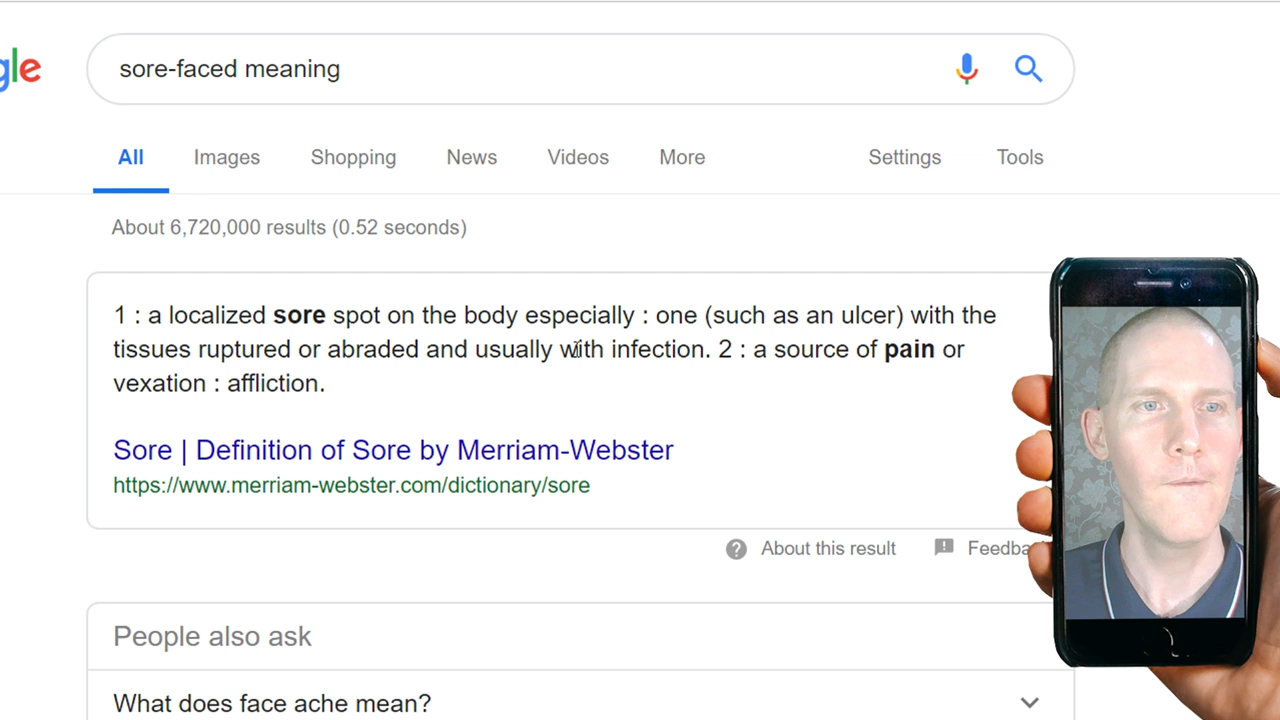 gle
sore-faced meaning
All Images Shopping News Videos More Settings Tools
About 6,720,000 results (0.52 seconds)
1 : a localized sore spot on the body especially : one (such as an ulcer) with the
tissues ruptured or abraded and usually with infection. 2 : a source of pain or
vexation : affliction.
Sore | Definition of Sore by Merriam-Webster
https://www.merriam-webster.com/dictionary/sore
About this result Feedba
People also ask
What does face ache mean?